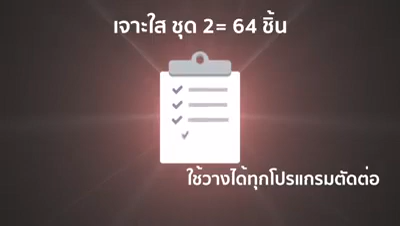 เจาะใส ชุด 2= 64 ชิ้น
ใช้วางได้ทุกโปรแกรมตัดต่อ